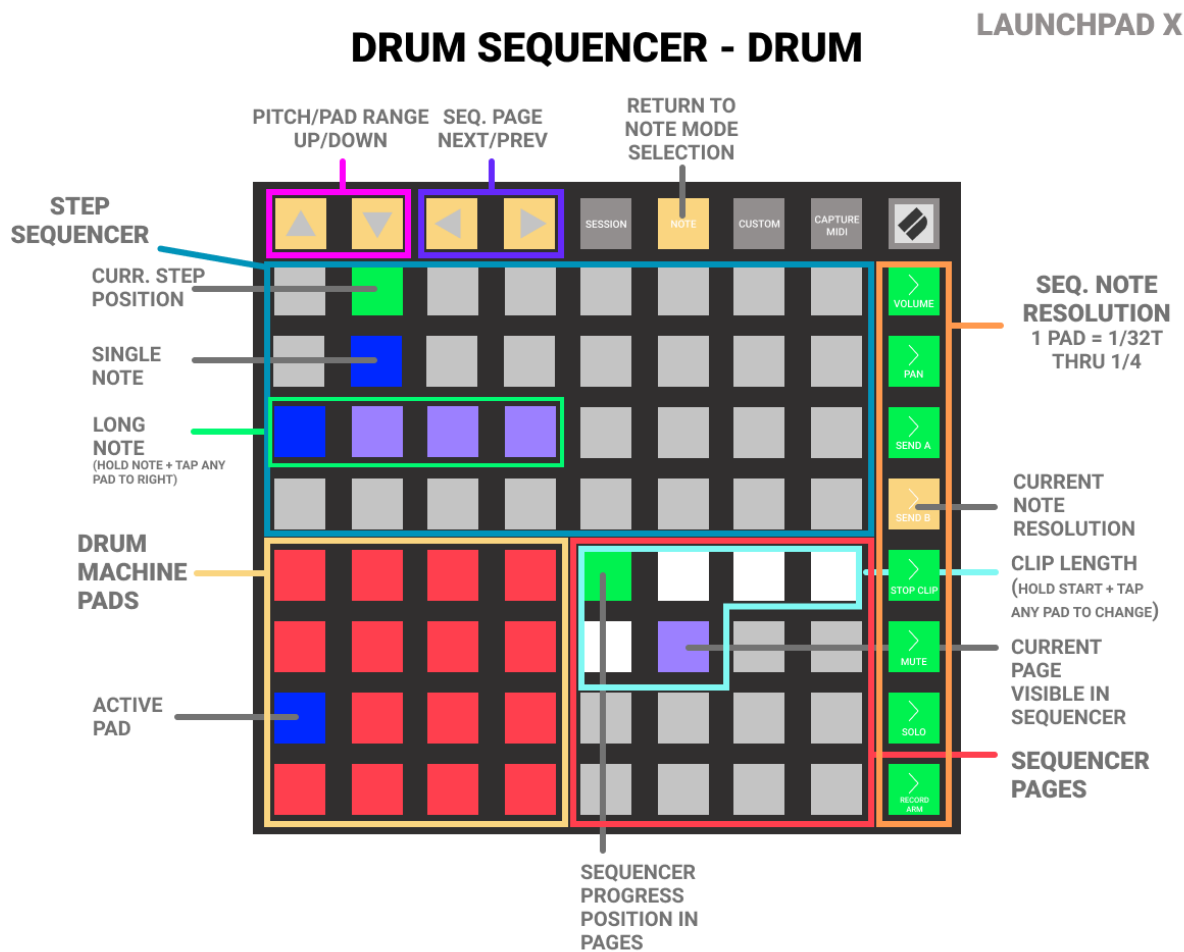 LAUNCHPAD X
DRUM SEQUENCER - DRUM
PITCH/PAD RANGE
UP/DOWN
SEQ. PAGE
NEXT/PREV
RETURN TO
NOTE MODE
SELECTION
STEP
SEQUENCER
SESSION
NOTE
CUSTOM
CAPTURE
MIDI
CURR. STEP
POSITION
SINGLE
NOTE
LONG
NOTE
(HOLD NOTE + TAP ANY
PAD TO RIGHT)
DRUM
MACHINE
PADS
ACTIVE
PAD
VOLUME
PAN
SEND A
SEND B
STOP CLIP
MUTE
SOLO
RECORD
ARM
SEQ. NOTE
RESOLUTION
1 PAD = 1/32T
THRU 1/4
CURRENT
NOTE
RESOLUTION
CLIP LENGTH
(HOLD START + TAP
ANY PAD TO CHANGE)
CURRENT
PAGE
VISIBLE IN
SEQUENCER
SEQUENCER
PAGES
SEQUENCER
PROGRESS
POSITION IN
PAGES